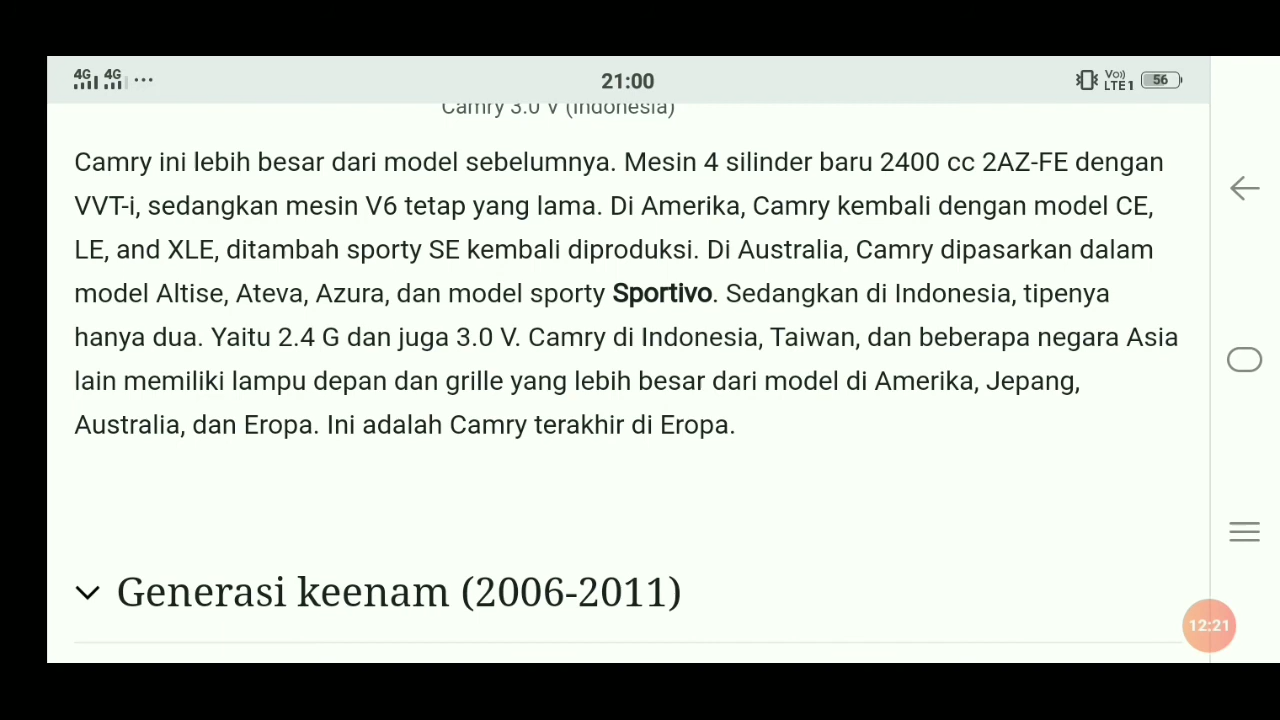 4G 4G ... 21:00 Vo)) LTE 1 56
Camry 3.0 V (Indonesia)
Camry ini lebih besar dari model sebelumnya. Mesin 4 silinder baru 2400 cc 2AZ-FE dengan
VVT-i, sedangkan mesin V6 tetap yang lama. Di Amerika, Camry kembali dengan model CE,
LE, and XLE, ditambah sporty SE kembali diproduksi. Di Australia, Camry dipasarkan dalam
model Altise, Ateva, Azura, dan model sporty Sportivo. Sedangkan di Indonesia, tipenya
hanya dua. Yaitu 2.4 G dan juga 3.0 V. Camry di Indonesia, Taiwan, dan beberapa negara Asia
lain memiliki lampu depan dan grille yang lebih besar dari model di Amerika, Jepang,
Australia, dan Eropa. Ini adalah Camry terakhir di Eropa.
Generasi keenam (2006-2011)
12:21